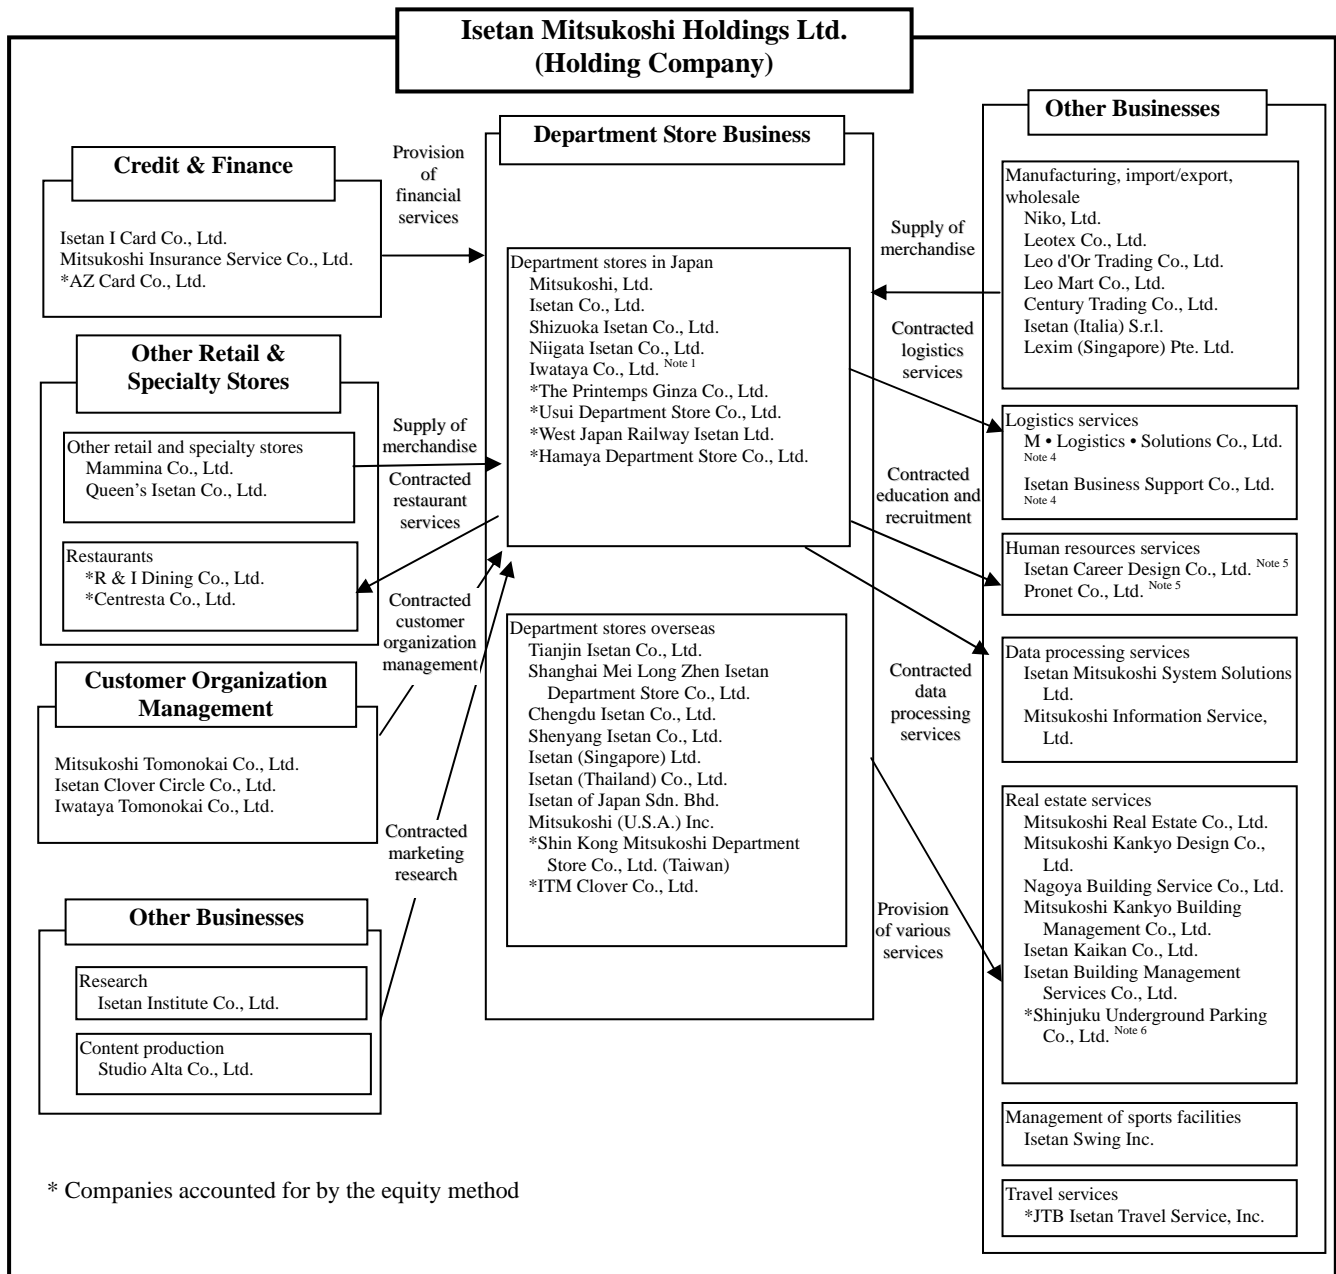 Isetan Mitsukoshi Holdings Ltd.
(Holding Company)
Credit & Finance
Isetan I Card Co., Ltd.
Mitsukoshi Insurance Service Co., Ltd.
*AZ Card Co., Ltd.
Provision
of
financial
services
Other Retail &
Specialty Stores
Other retail and specialty stores
Mammina Co., Ltd.
Queen's Isetan Co., Ltd.
Restaurants
*R & I Dining Co., Ltd.
*Centresta Co., Ltd.
Supply of
merchandise
Contracted
restaurant
services
Customer Organization
Management
Mitsukoshi Tomonokai Co., Ltd.
Isetan Clover Circle Co., Ltd.
Iwataya Tomonokai Co., Ltd.
Contracted
customer
organization
management
Other Businesses
Research
Isetan Institute Co., Ltd.
Content production
Studio Alta Co., Ltd.
Contracted
marketing
research
Department Store Business
Department stores in Japan
Mitsukoshi, Ltd.
Isetan Co., Ltd.
Shizuoka Isetan Co., Ltd.
Niigata Isetan Co., Ltd.
Iwataya Co., Ltd. Note 1
*The Printemps Ginza Co., Ltd.
*Usui Department Store Co., Ltd.
*West Japan Railway Isetan Ltd.
*Hamaya Department Store Co., Ltd.
Department stores overseas
Tianjin Isetan Co., Ltd.
Shanghai Mei Long Zhen Isetan
Department Store Co., Ltd.
Chengdu Isetan Co., Ltd.
Shenyang Isetan Co., Ltd.
Isetan (Singapore) Ltd.
Isetan (Thailand) Co., Ltd.
Isetan of Japan Sdn. Bhd.
Mitsukoshi (U.S.A.) Inc.
*Shin Kong Mitsukoshi Department
Store Co., Ltd. (Taiwan)
*ITM Clover Co., Ltd.
Supply of
merchandise
Contracted
logistics
services
Contracted
education and
recruitment
Contracted
data
processing
services
Provision
of various
services
Other Businesses
Manufacturing, import/export,
wholesale
Niko, Ltd.
Leotex Co., Ltd.
Leo d'Or Trading Co., Ltd.
Leo Mart Co., Ltd.
Century Trading Co., Ltd.
Isetan (Italia) S.r.l.
Lexim (Singapore) Pte. Ltd.
Logistics services
M • Logistics • Solutions Co., Ltd.
Note 4
Isetan Business Support Co., Ltd.
Note 4
Human resources services
Isetan Career Design Co., Ltd. Note 5
Pronet Co., Ltd. Note 5
Data processing services
Isetan Mitsukoshi System Solutions
Ltd.
Mitsukoshi Information Service,
Ltd.
Real estate services
Mitsukoshi Real Estate Co., Ltd.
Mitsukoshi Kankyo Design Co.,
Ltd.
Nagoya Building Service Co., Ltd.
Mitsukoshi Kankyo Building
Management Co., Ltd.
Isetan Kaikan Co., Ltd.
Isetan Building Management
Services Co., Ltd.
*Shinjuku Underground Parking
Co., Ltd. Note 6
Management of sports facilities
Isetan Swing Inc.
Travel services
*JTB Isetan Travel Service, Inc.
* Companies accounted for by the equity method